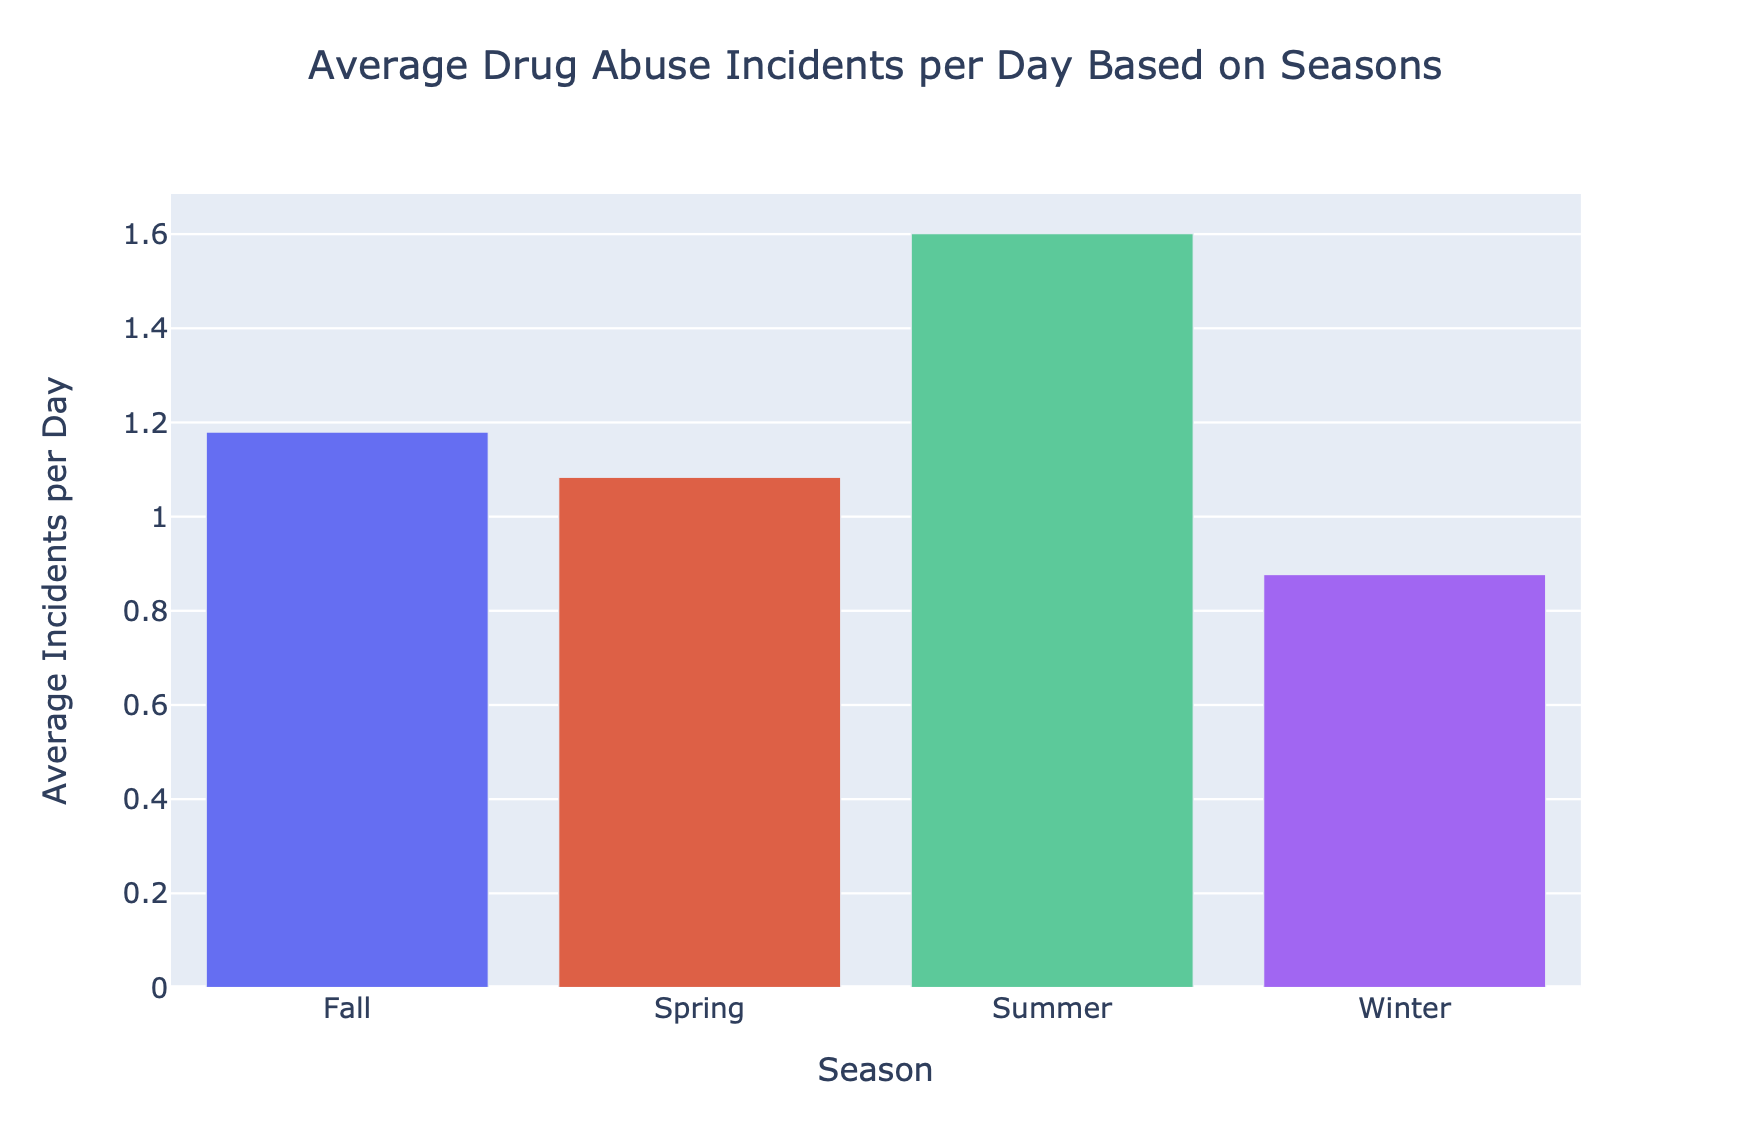 Average Drug Abuse Incidents per Day Based on Seasons
Average Incidents per Day
1.6
1.4
1.2
1
0.8
0.6
0.4
0.2
0
Fall Spring Summer Winter
Season